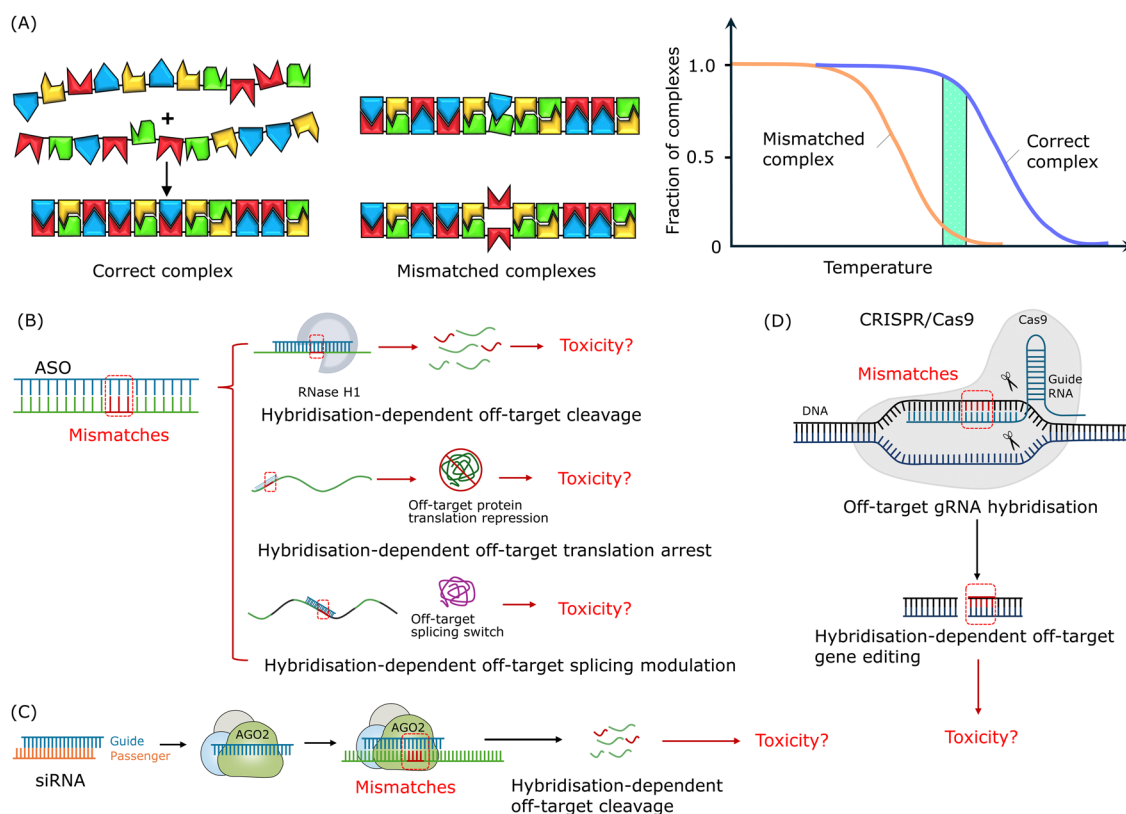 (A)
+
Correct complex
Mismatched complexes
Fraction of complexes
1.0
0.5
0
Mismatched
complex
Correct
complex
Temperature
(B)
ASO
Mismatches
RNase H1
Toxicity?
Hybridisation-dependent off-target cleavage
Off-target protein
translation repression
Toxicity?
Hybridisation-dependent off-target translation arrest
Off-target
splicing switch
Toxicity?
Hybridisation-dependent off-target splicing modulation
(D)
CRISPR/Cas9
Cas9
Mismatches
Guide
RNA
DNA
Off-target gRNA hybridisation
Hybridisation-dependent off-target
gene editing
Toxicity?
(C)
Guide
Passenger
siRNA
AGO2
AGO2
Mismatches
Hybridisation-dependent
off-target cleavage
Toxicity?